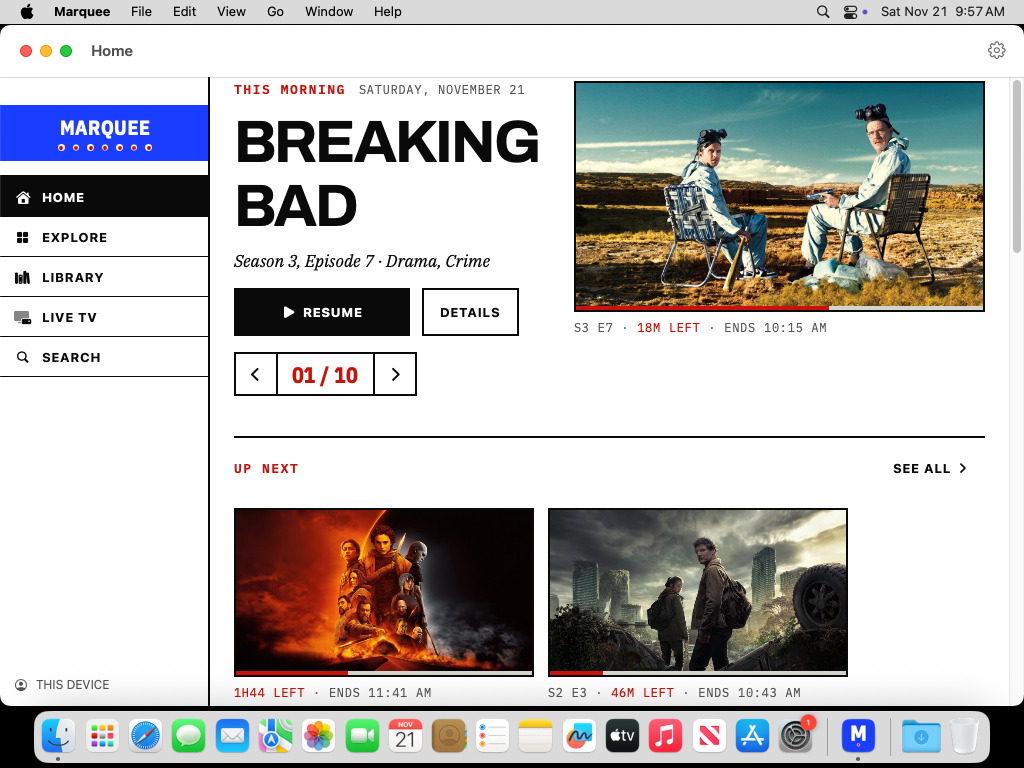 Marquee File Edit View Go Window Help Sat Nov 21 9:57 AM
Home
MARQUEE
HOME
EXPLORE
LIBRARY
LIVE TV
SEARCH
THIS DEVICE
THIS MORNING SATURDAY, NOVEMBER 21
BREAKING
BAD
Season 3, Episode 7 · Drama, Crime
RESUME DETAILS
01 / 10
S3 E7 · 18M LEFT · ENDS 10:15 AM
UP NEXT SEE ALL
1H44 LEFT · ENDS 11:41 AM
S2 E3 · 46M LEFT · ENDS 10:43 AM
NOV
21
tv
1
M